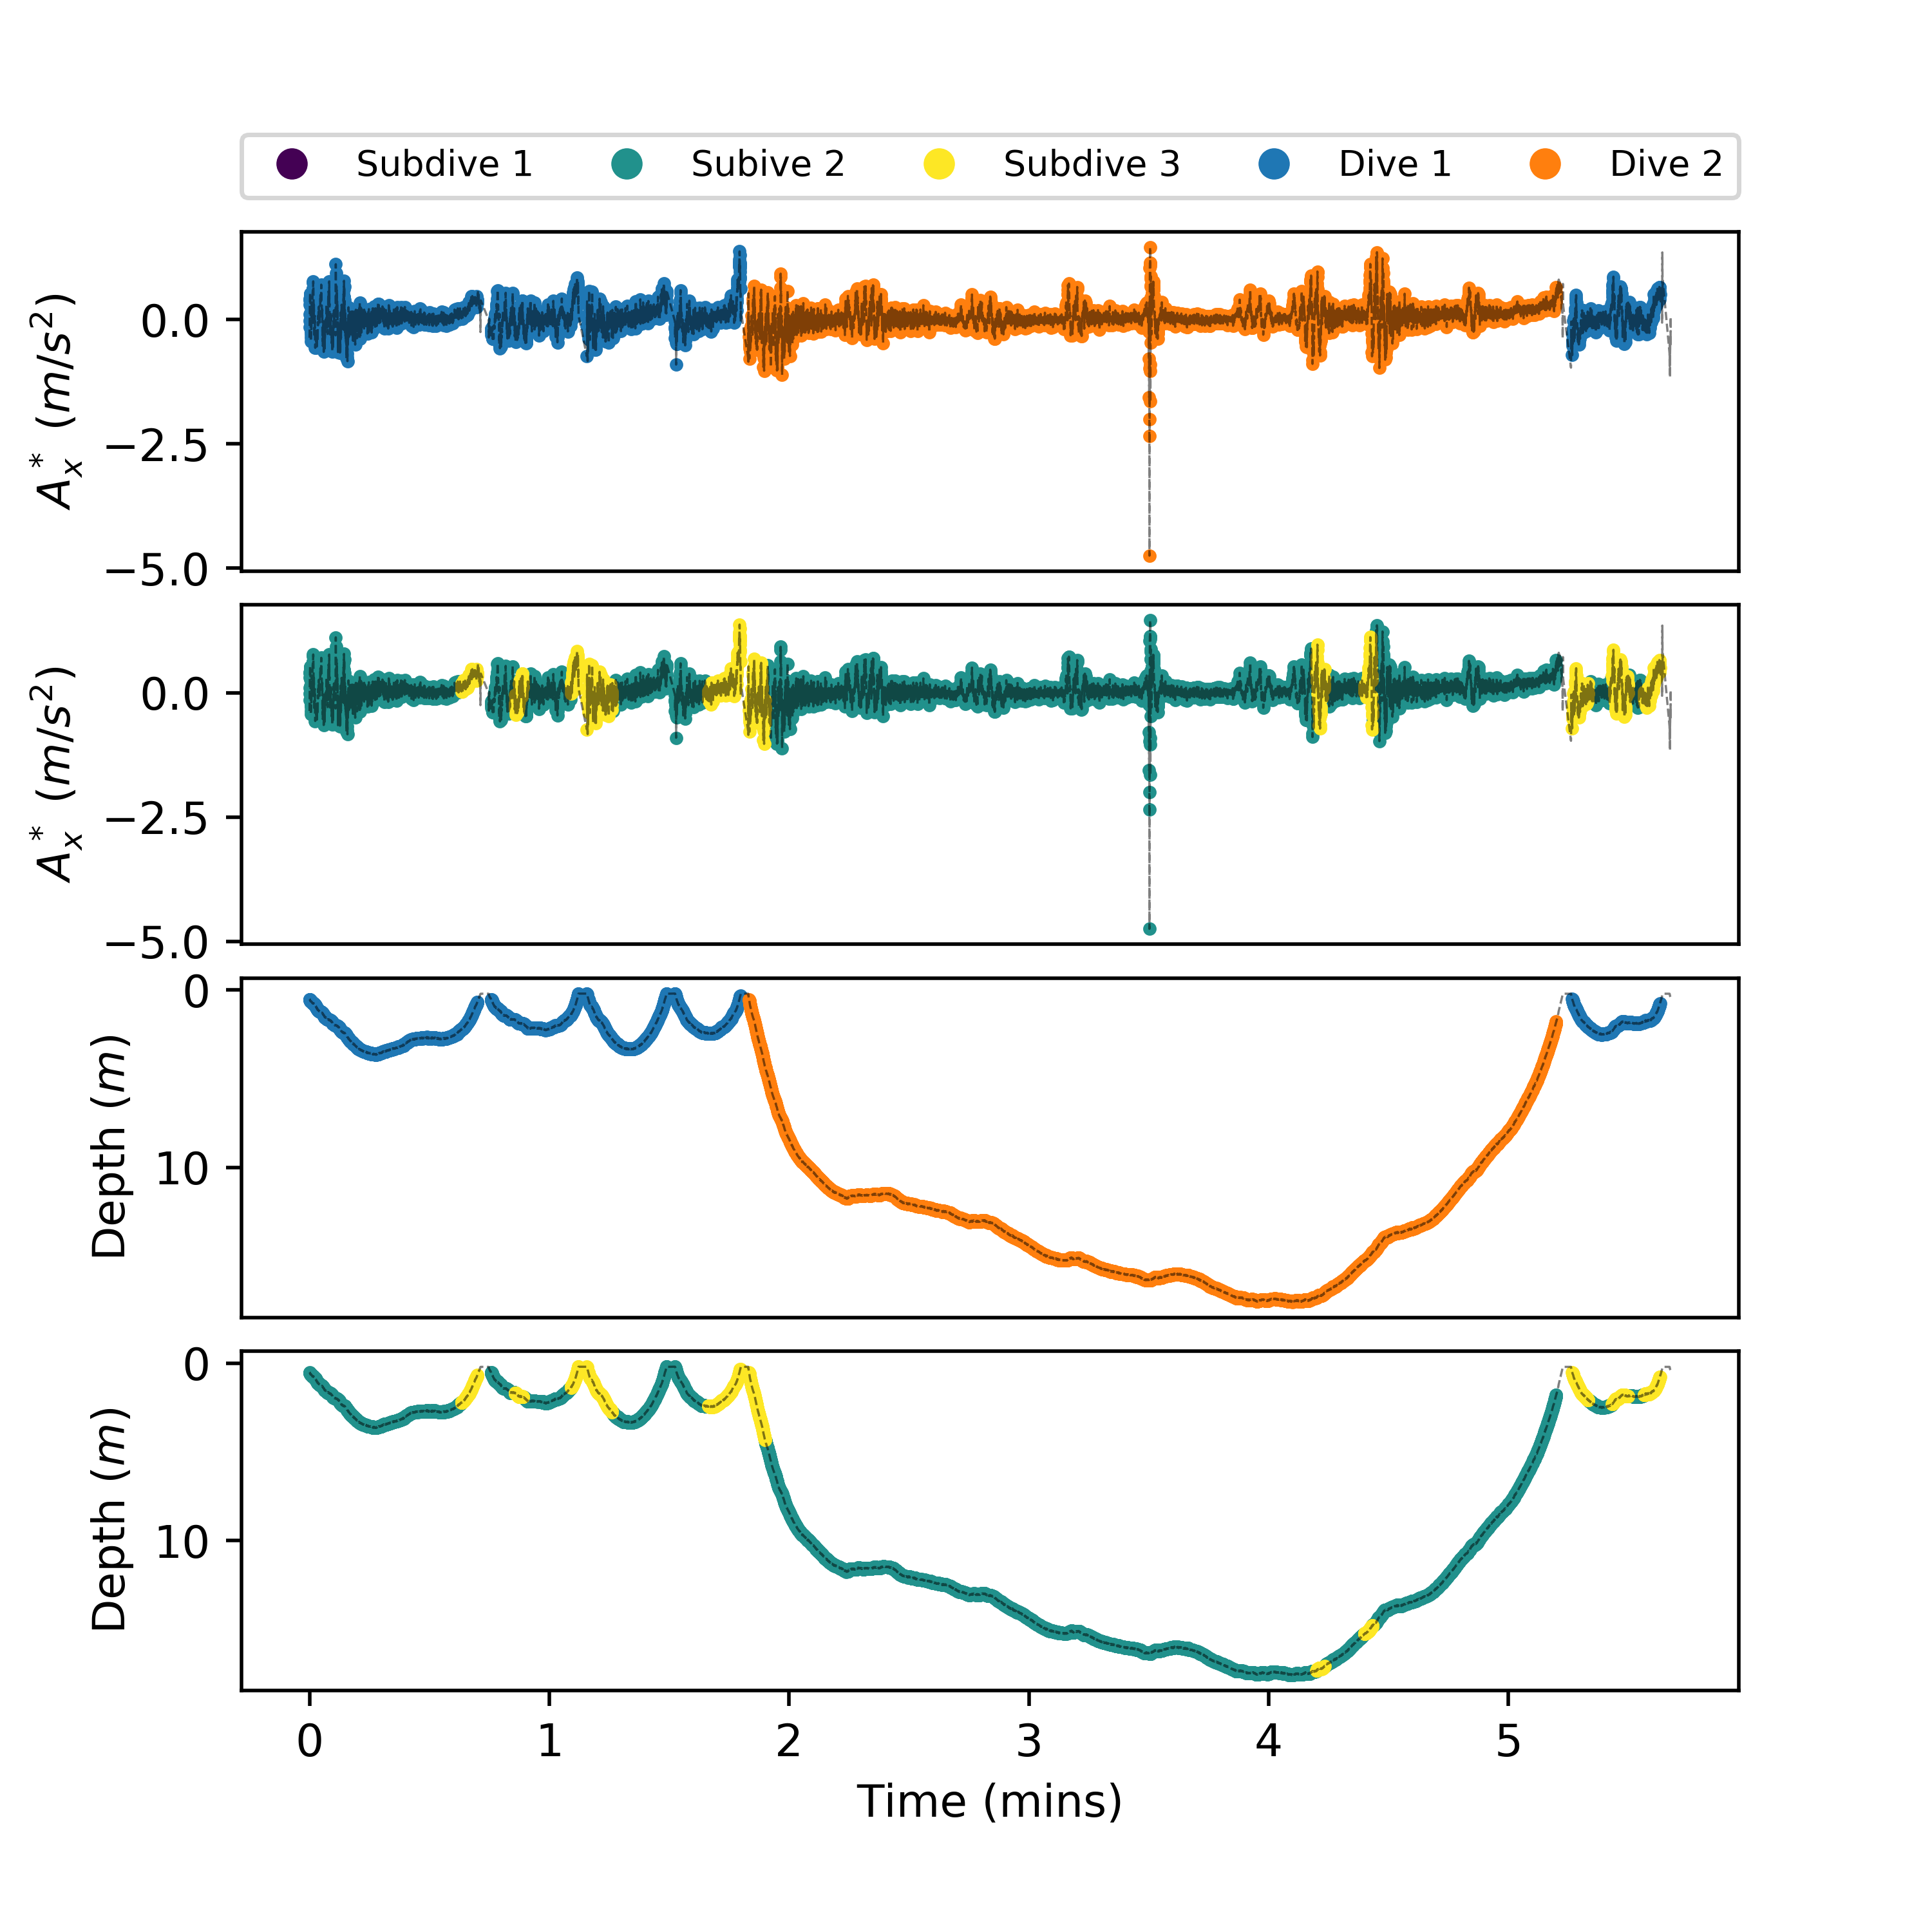 Subdive 1 Subive 2 Subdive 3 Dive 1 Dive 2
0.0
−2.5
−5.0
A*x (m/s²)
0.0
−2.5
−5.0
A*x (m/s²)
0
10
Depth (m)
0
10
Depth (m)
0 1 2 3 4 5
Time (mins)